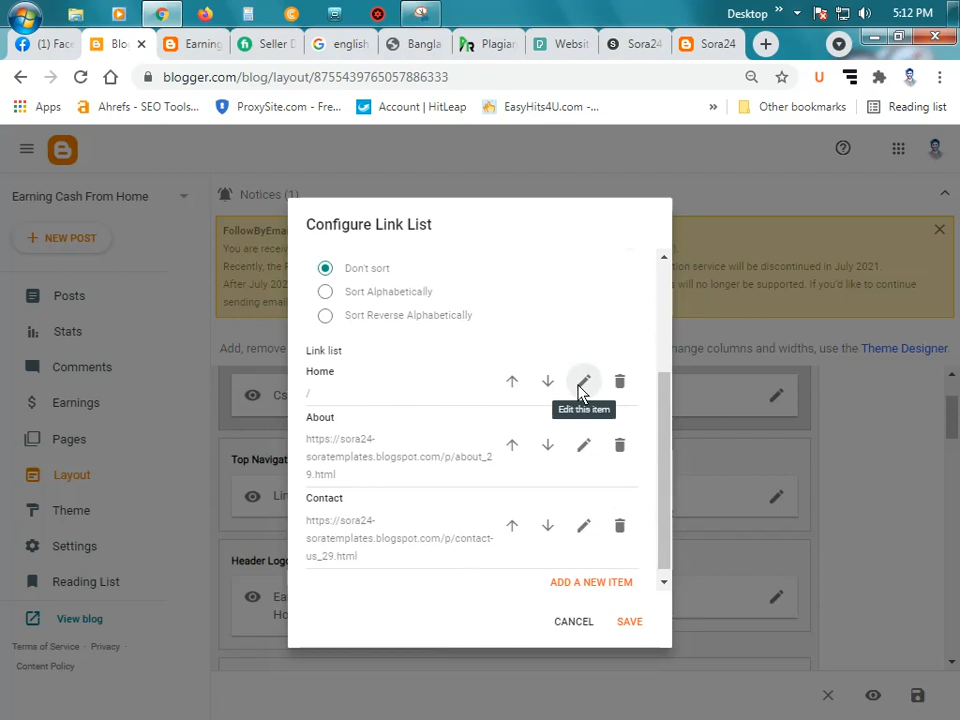 Desktop » 5:12 PM
(1) Face
Blo
Earning
Seller D
english
Bangla
Plagiar
Websit
Sora24
Sora24
blogger.com/blog/layout/8755439765057886333
Apps Ahrefs - SEO Tools... ProxySite.com - Fre... Account | HitLeap EasyHits4U.com -... » Other bookmarks Reading list
Earning Cash From Home
NEW POST
Posts
Stats
Comments
Earnings
Pages
Layout
Theme
Settings
Reading List
View blog
Terms of Service · Privacy ·
Content Policy
Notices (1)
FollowByEma
You are receiv
Recently, the F
After July 202
sending email
).
tion service will be discontinued in July 2021.
s will no longer be supported. If you'd like to continue
Add, remove
hange columns and widths, use the Theme Designer.
Cs
Top Navigat
Lin
Header Logo
Ea
Ho
Configure Link List
Don't sort
Sort Alphabetically
Sort Reverse Alphabetically
Link list
Home
/
Edit this item
About
https://sora24-
soratemplates.blogspot.com/p/about_2
9.html
Contact
https://sora24-
soratemplates.blogspot.com/p/contact-
us_29.html
ADD A NEW ITEM
CANCEL SAVE